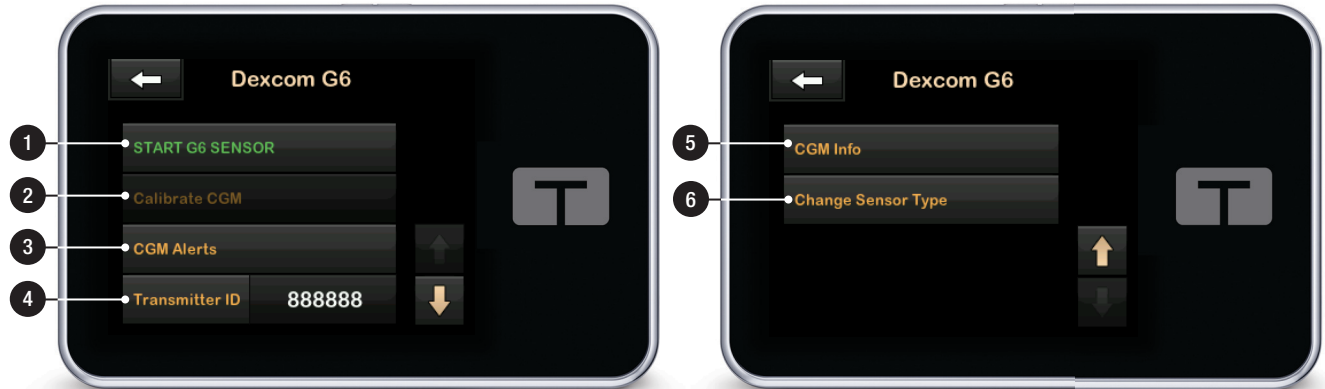 Dexcom G6
1 START G6 SENSOR
2 Calibrate CGM
3 CGM Alerts
4 Transmitter ID 888888
T
Dexcom G6
5 CGM Info
6 Change Sensor Type
T